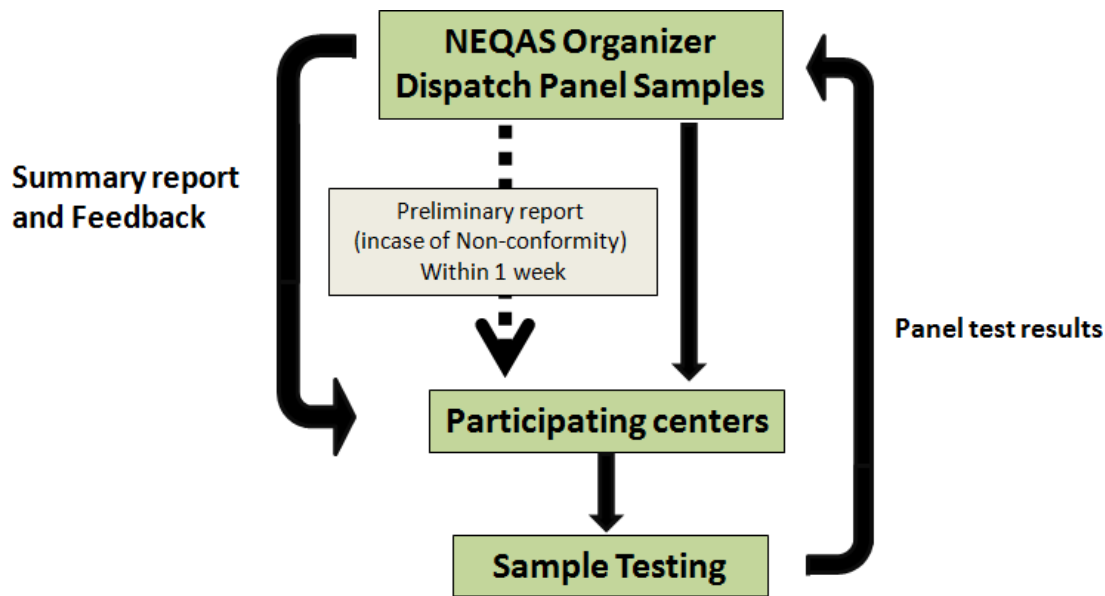 NEQAS Organizer
Dispatch Panel Samples
Summary report
and Feedback
Preliminary report
(incase of Non-conformity)
Within 1 week
Panel test results
Participating centers
Sample Testing